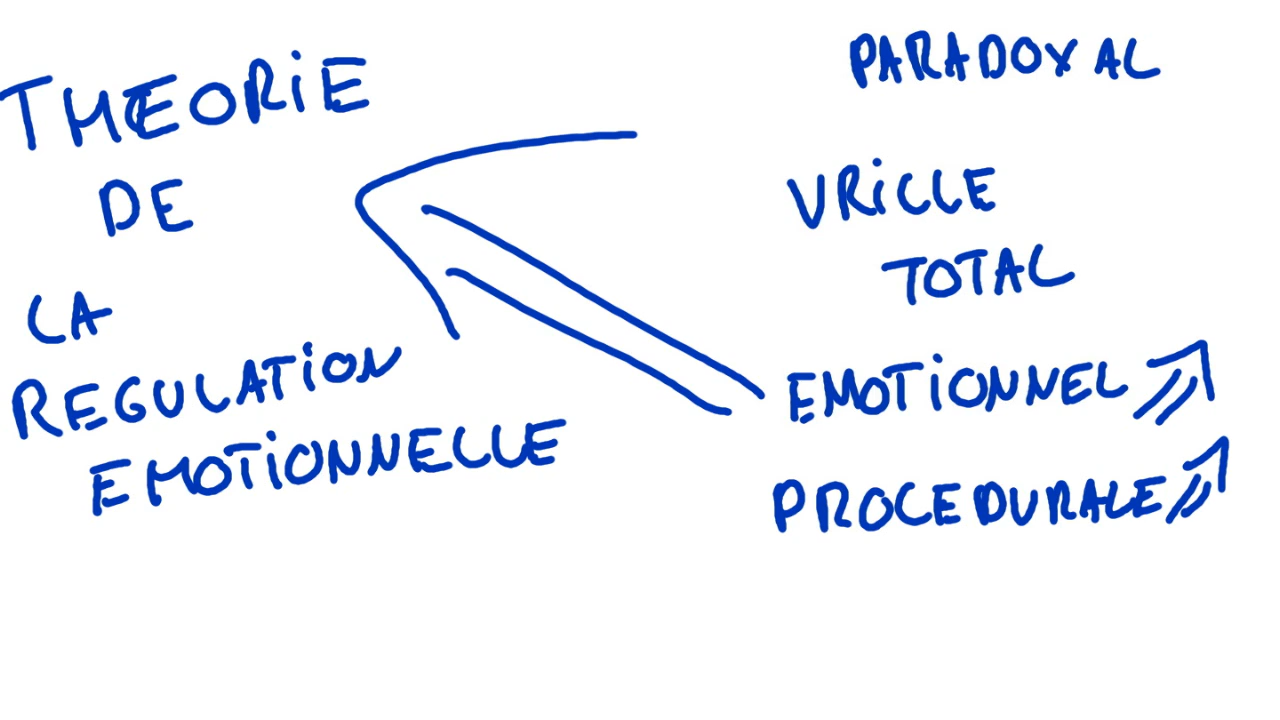 THEORIE
DE
LA
REGULATION
EMOTIONNELLE
PARADOXAL
VRILLE
TOTAL
EMOTIONNEL
PROCEDURALE